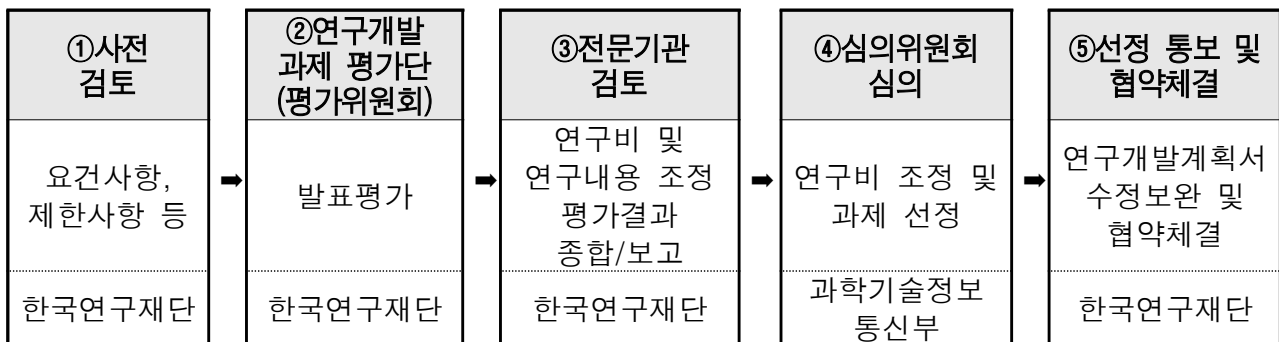 ①사전
검토
요건사항,
제한사항 등
한국연구재단
➡
②연구개발
과제 평가단
(평가위원회)
발표평가
한국연구재단
➡
③전문기관
검토
연구비 및
연구내용 조정
평가결과
종합/보고
한국연구재단
➡
④심의위원회
심의
연구비 조정 및
과제 선정
과학기술정보
통신부
➡
⑤선정 통보 및
협약체결
연구개발계획서
수정보완 및
협약체결
한국연구재단